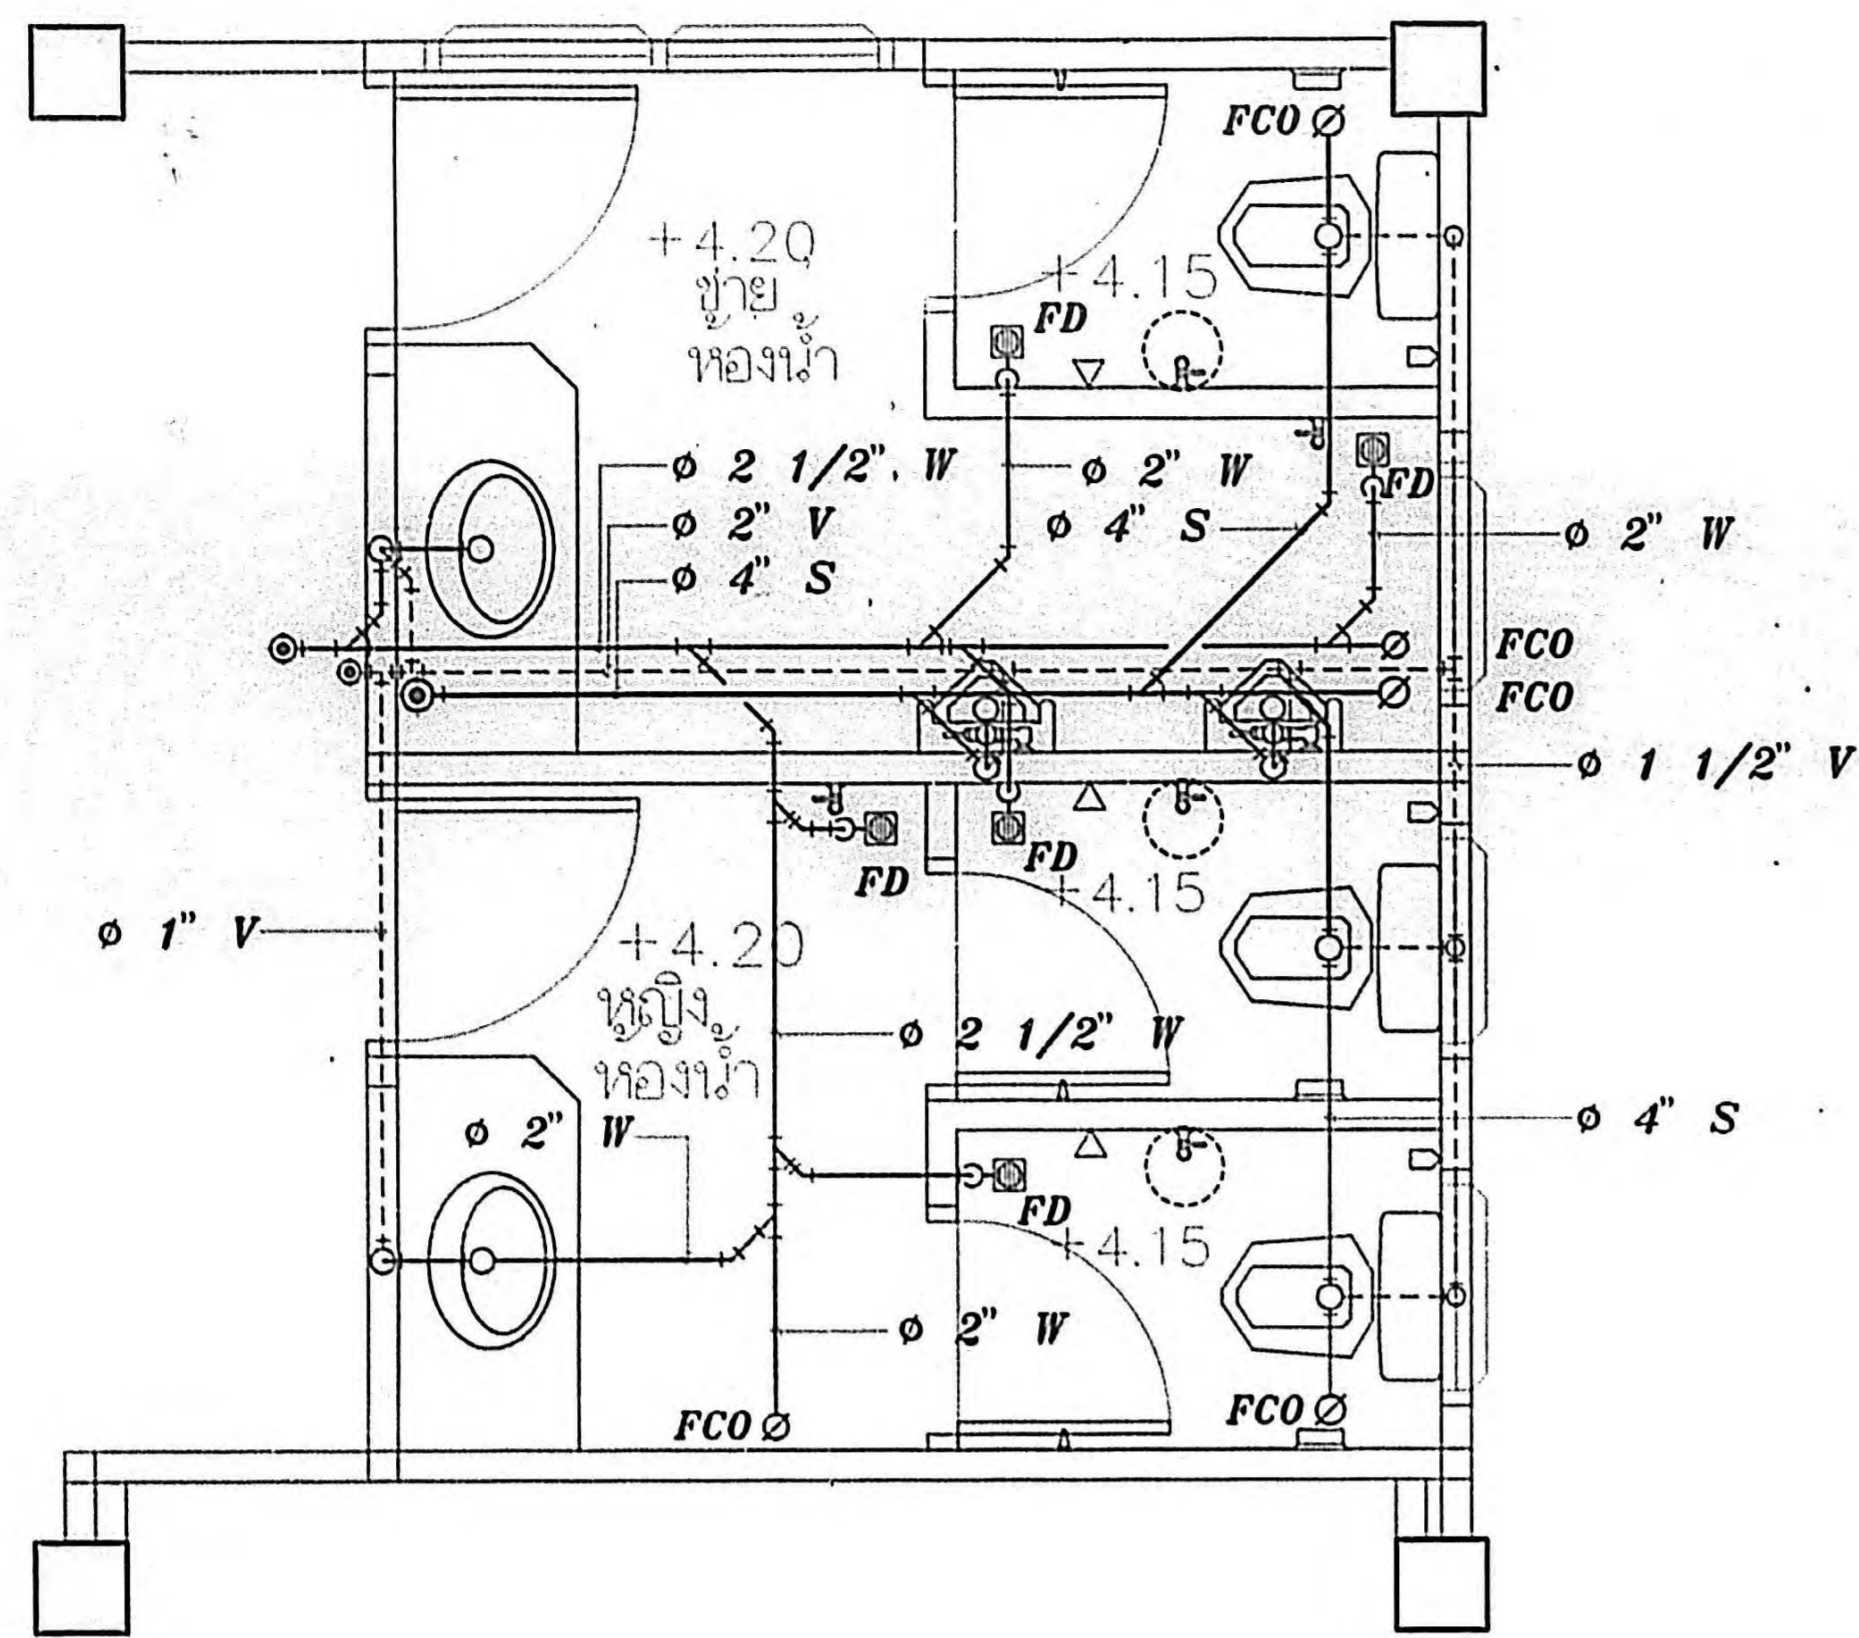 FCO
+4.20
ชาย
ห้องน้ำ
+4.15
FD
ø 2 1/2" W
ø 2" V
ø 4" S
ø 2" W
ø 4" S
FD
ø 2" W
FCO
FCO
ø 1 1/2" V
FD
FD
+4.15
ø 1" V
+4.20
หญิง
ห้องน้ำ
ø 2 1/2" W
ø 2" W
ø 4" S
FD
+4.15
ø 2" W
FCO
FCO